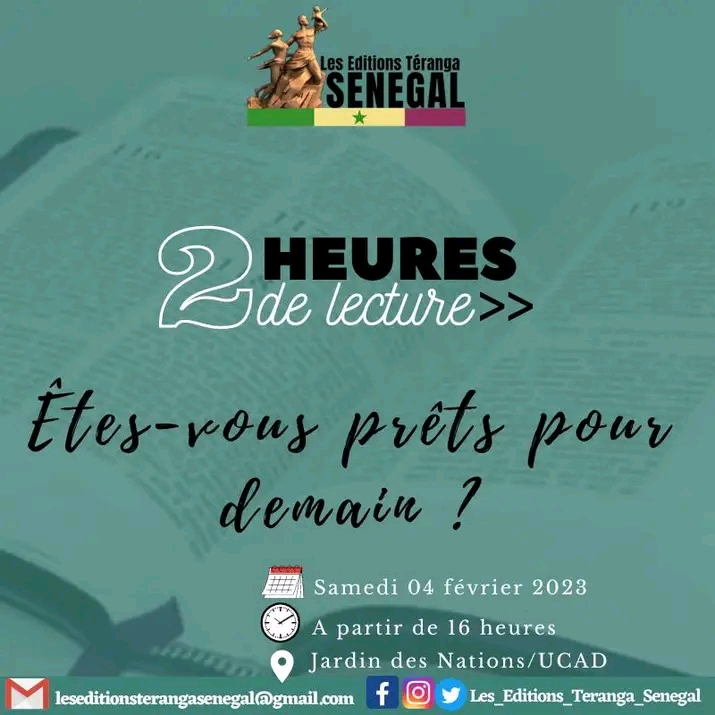 Les Editions Téranga
SENEGAL
2 HEURES
de lecture>>
Êtes-vous prêts pour
demain ?
Samedi 04 février 2023
A partir de 16 heures
Jardin des Nations/UCAD
leseditionsterangasenegal@gmail.com Les_Editions_Teranga_Senegal